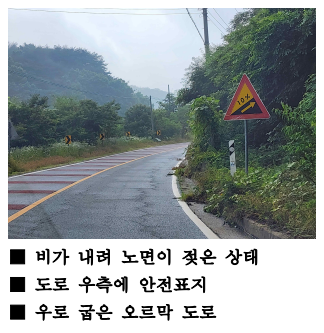 10%
■ 비가 내려 노면이 젖은 상태
■ 도로 우측에 안전표지
■ 우로 굽은 오르막 도로